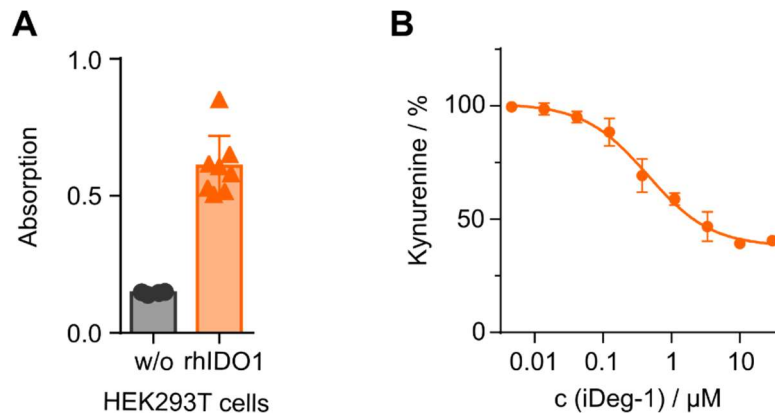 A
Absorption
1.0
0.5
0.0
w/o rhIDO1
HEK293T cells
B
Kynurenine / %
100
50
0
0.01 0.1 1 10
c (iDeg-1) / µM